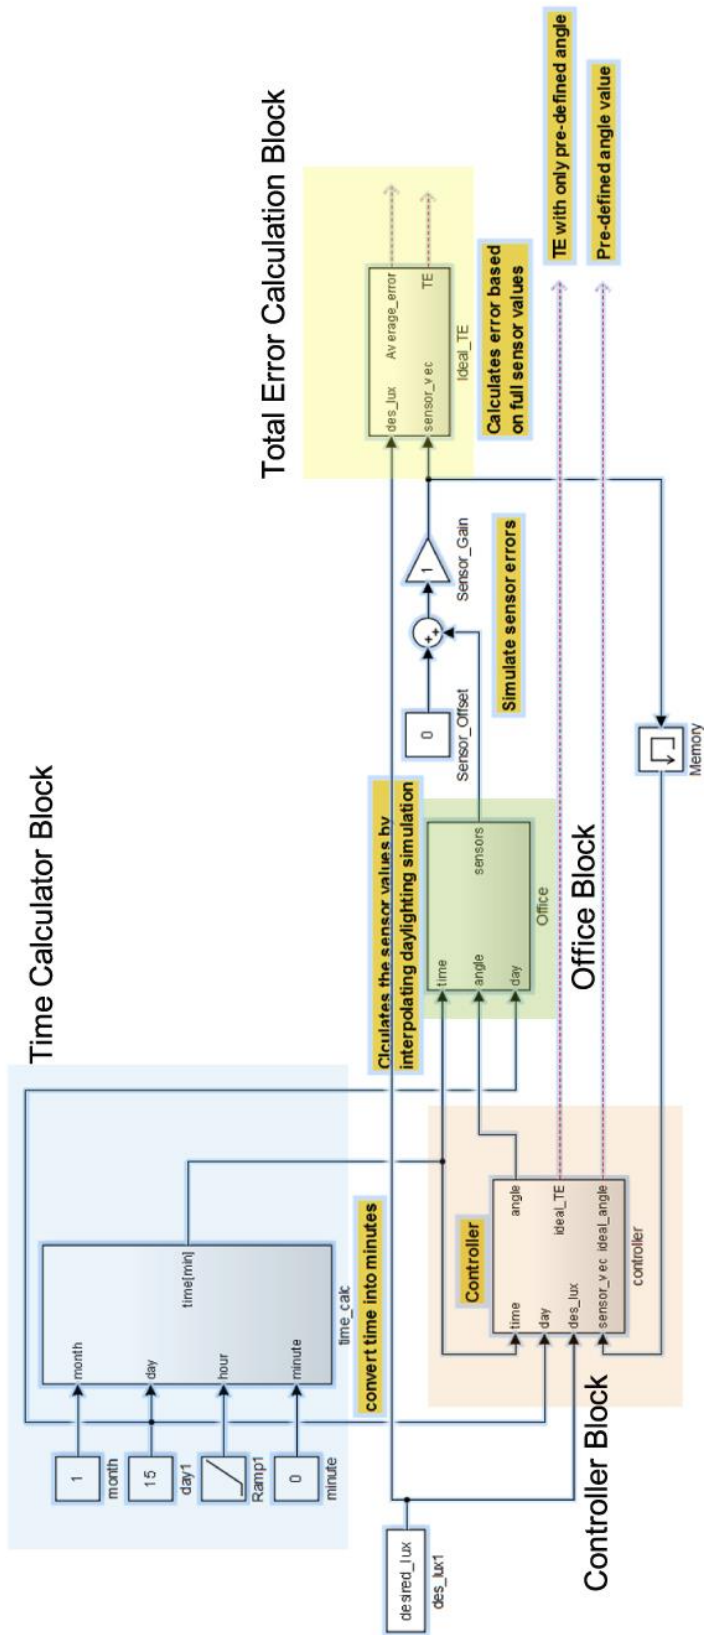 Time Calculator Block
1
month
15
day1
Ramp1
0
minute
month
day
hour
minute
time[min]
time_calc
convert time into minutes
desired_lux
des_lux1
Controller Block
Controller
time
day
des_lux
sensor_vec
angle
ideal_TE
ideal_angle
controller
Clculates the sensor values by
interpolating daylighting simulation
time
angle
day
sensors
Office
Office Block
0
Sensor_Offset
+
+
1
Sensor_Gain
Simulate sensor errors
Memory
Total Error Calculation Block
des_lux
sensor_vec
Average_error
TE
Ideal_TE
Calculates error based
on full sensor values
TE with only pre-defined angle
Pre-defined angle value